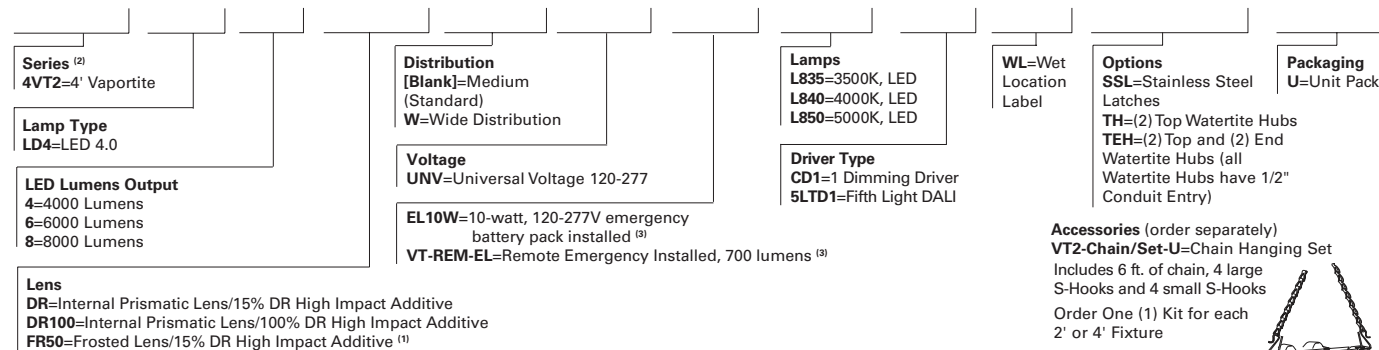 Series (2)
4VT2=4' Vaportite
Lamp Type
LD4=LED 4.0
LED Lumens Output
4=4000 Lumens
6=6000 Lumens
8=8000 Lumens
Lens
DR=Internal Prismatic Lens/15% DR High Impact Additive
DR100=Internal Prismatic Lens/100% DR High Impact Additive
FR50=Frosted Lens/15% DR High Impact Additive (1)
Distribution
[Blank]=Medium
(Standard)
W=Wide Distribution
Voltage
UNV=Universal Voltage 120-277
EL10W=10-watt, 120-277V emergency
battery pack installed (3)
VT-REM-EL=Remote Emergency Installed, 700 lumens (3)
Lamps
L835=3500K, LED
L840=4000K, LED
L850=5000K, LED
Driver Type
CD1=1 Dimming Driver
5LTD1=Fifth Light DALI
WL=Wet
Location
Label
Options
SSL=Stainless Steel
Latches
TH=(2) Top Watertite Hubs
TEH=(2) Top and (2) End
Watertite Hubs (all
Watertite Hubs have 1/2"
Conduit Entry)
Packaging
U=Unit Pack
Accessories (order separately)
VT2-Chain/Set-U=Chain Hanging Set
Includes 6 ft. of chain, 4 large
S-Hooks and 4 small S-Hooks
Order One (1) Kit for each
2' or 4' Fixture